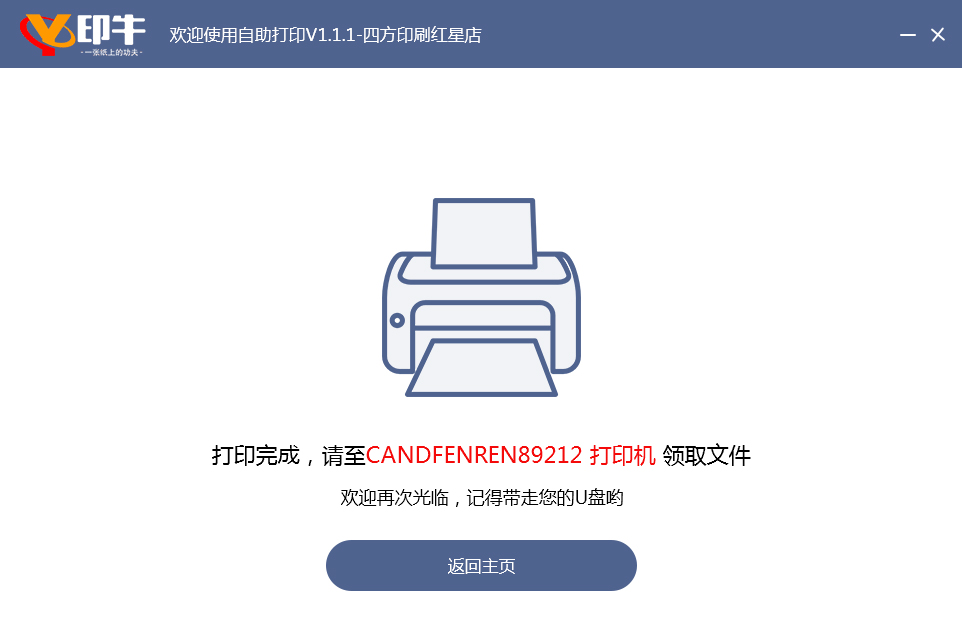 印牛
·一张纸上的功夫·
欢迎使用自助打印V1.1.1-四方印刷红星店
打印完成，请至CANDFENREN89212 打印机 领取文件
欢迎再次光临，记得带走您的U盘哟
返回主页